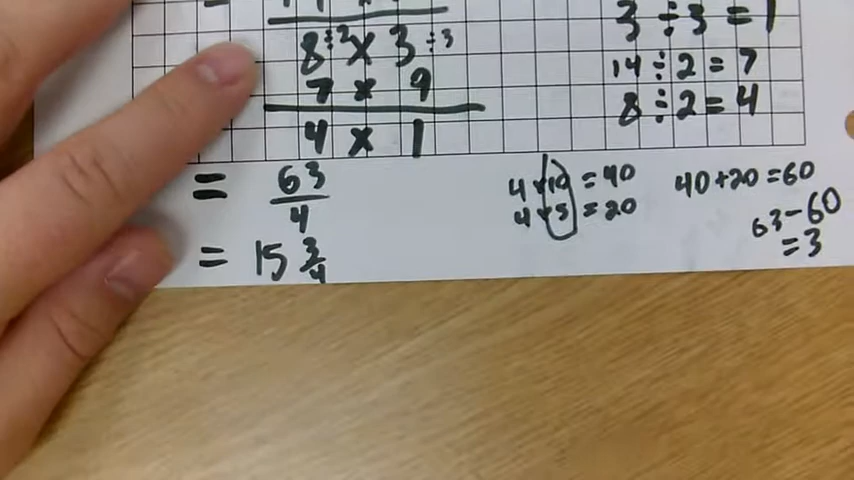 8÷2 x 3÷3
7 x 9
4 x 1
= 63
4
= 15 3/4
3 ÷ 3 = 1
14 ÷ 2 = 7
8 ÷ 2 = 4
4 x 10 = 40
4 x 5 = 20
40 + 20 = 60
63 - 60
= 3